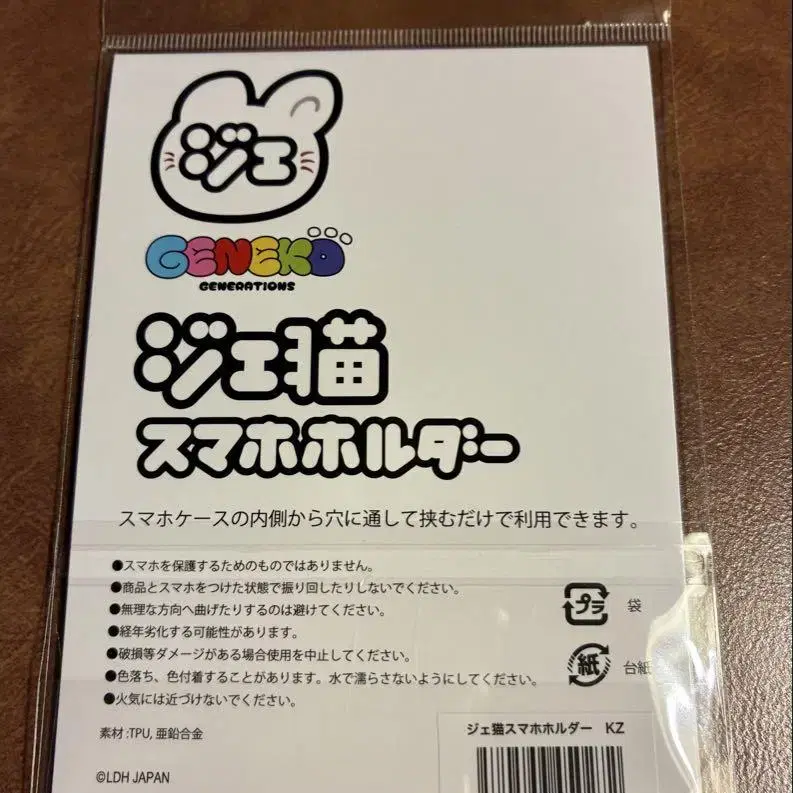 ジェ
GENEKO
GENERATIONS
ジェ猫
スマホホルダー
スマホケースの内側から穴に通して挟むだけで利用できます。
●スマホを保護するためのものではありません。
●商品とスマホをつけた状態で振り回したりしないでください。
●無理な方向へ曲げたりするのは避けてください。
●経年劣化する可能性があります。
●破損等ダメージがある場合使用を中止してください。
●色落ち、色付着することがあります。水で濡らさないようにしてください。
●火気には近づけないでください。
プラ 袋
紙 台紙
素材:TPU, 亜鉛合金
©LDH JAPAN
ジェ猫スマホホルダー KZ